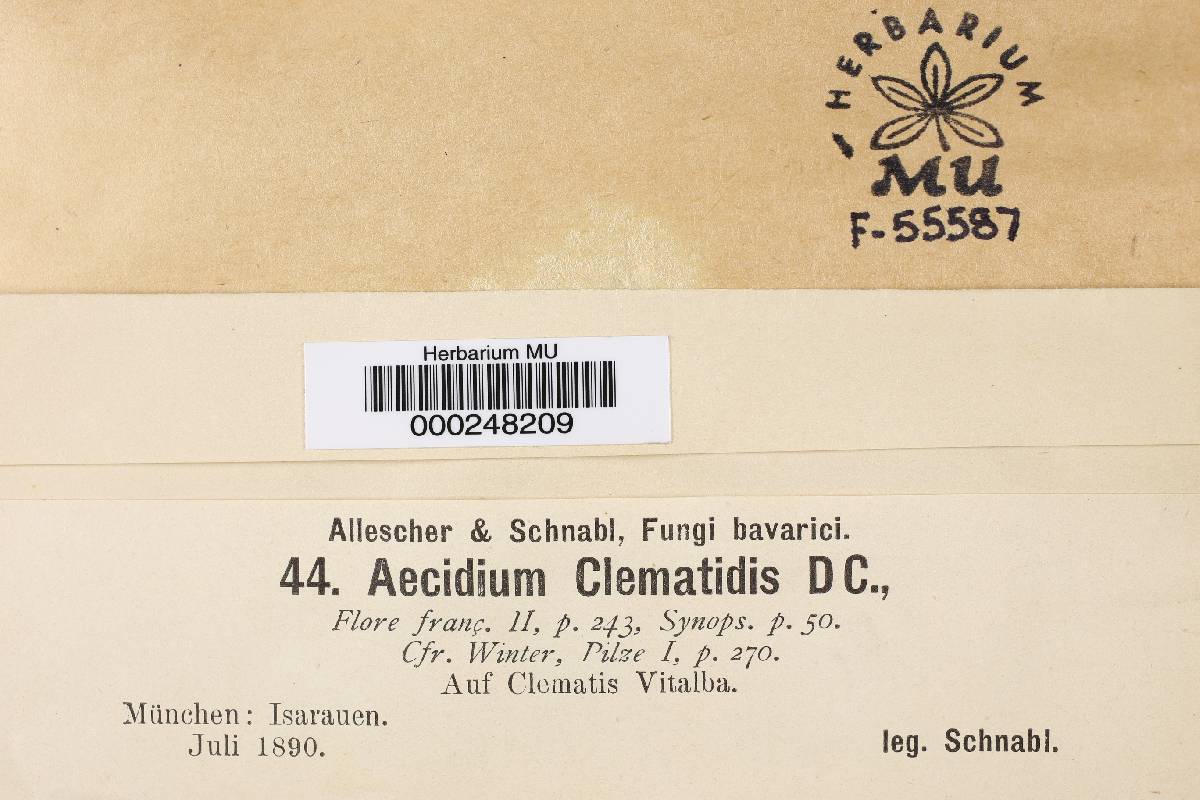 HERBARIUM
MU
F-55587
Herbarium MU
000248209
Allescher & Schnabl, Fungi bavarici.
44. Aecidium Clematidis DC.,
Flore franç. II, p. 243, Synops. p. 50.
Cfr. Winter, Pilze I, p. 270.
Auf Clematis Vitalba.
München: Isarauen.
Juli 1890.
leg. Schnabl.